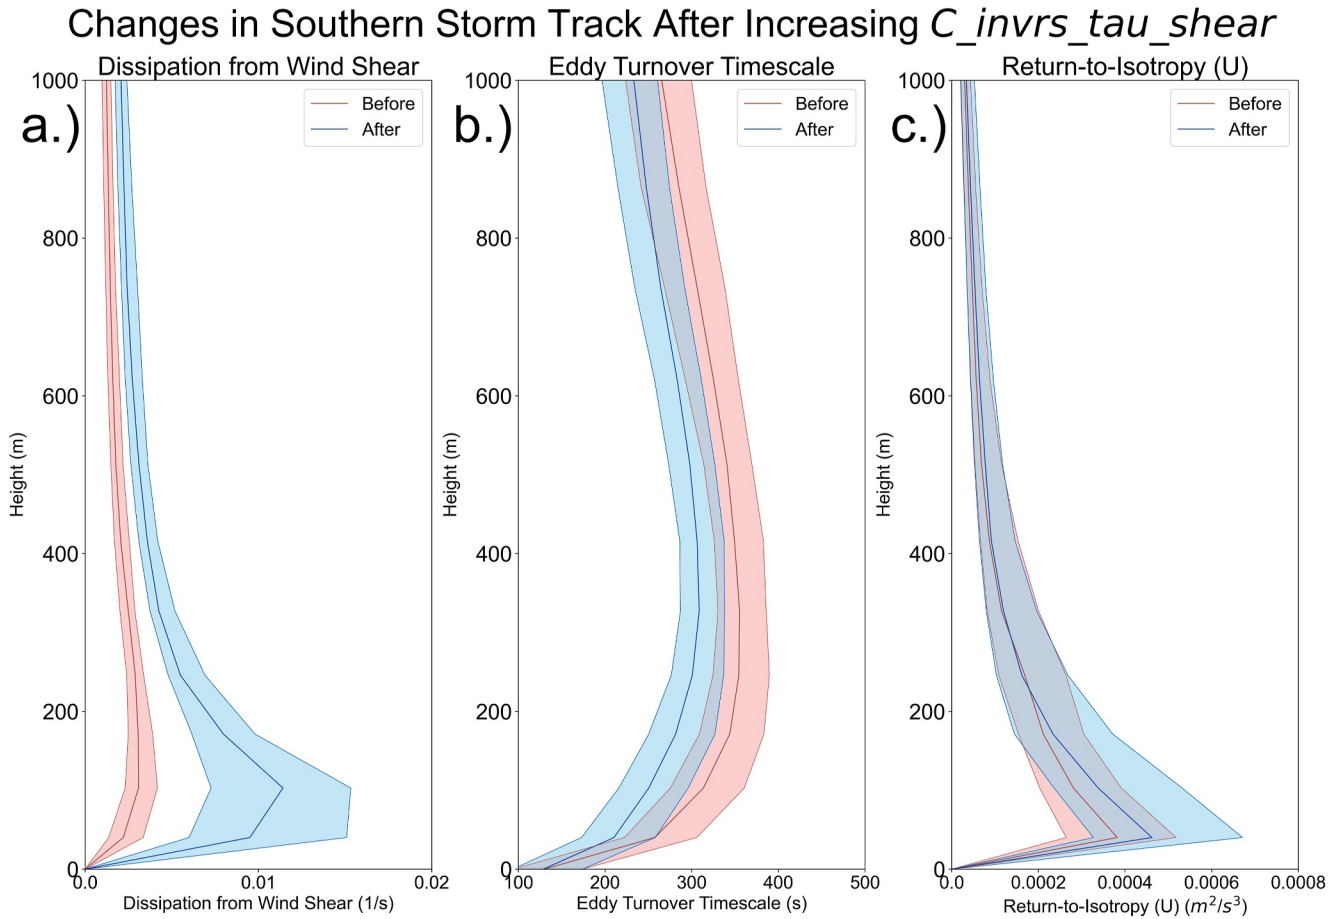 Changes in Southern Storm Track After Increasing C_invrs_tau_shear
Dissipation from Wind Shear
a.)
Before
After
1000
800
600
400
200
0
Height (m)
0.0 0.01 0.02
Dissipation from Wind Shear (1/s)
Eddy Turnover Timescale
b.)
Before
After
1000
800
600
400
200
0
Height (m)
100 200 300 400 500
Eddy Turnover Timescale (s)
Return-to-Isotropy (U)
c.)
Before
After
1000
800
600
400
200
0
Height (m)
0.0 0.0002 0.0004 0.0006 0.0008
Return-to-Isotropy (U) (m²/s³)